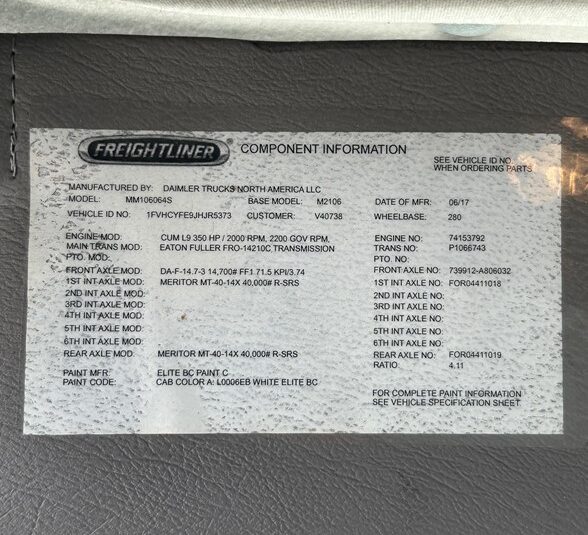 FREIGHTLINER® COMPONENT INFORMATION
SEE VEHICLE ID NO
WHEN ORDERING PARTS
MANUFACTURED BY: DAIMLER TRUCKS NORTH AMERICA LLC
MODEL: MM106064S BASE MODEL: M2106 DATE OF MFR: 06/17
VEHICLE ID NO: 1FVHCYFE9JHJR5373 CUSTOMER: V40738 WHEELBASE: 280
ENGINE MOD: CUM L9 350 HP / 2000 RPM, 2200 GOV RPM, ENGINE NO: 74153792
MAIN TRANS MOD: EATON FULLER FRO-14210C TRANSMISSION TRANS NO: P1066743
PTO. MOD: PTO. NO:
FRONT AXLE MOD: DA-F-14.7-3 14,700# FF1 71.5 KPI/3.74 FRONT AXLE NO: 739912-A806032
1ST INT AXLE MOD: MERITOR MT-40-14X 40,000# R-SRS 1ST INT AXLE NO: FOR04411018
2ND INT AXLE MOD: 2ND INT AXLE NO:
3RD INT AXLE MOD: 3RD INT AXLE NO:
4TH INT AXLE MOD: 4TH INT AXLE NO:
5TH INT AXLE MOD: 5TH INT AXLE NO:
6TH INT AXLE MOD: 6TH INT AXLE NO:
REAR AXLE MOD: MERITOR MT-40-14X 40,000# R-SRS REAR AXLE NO: FOR04411019
RATIO 4.11
PAINT MFR: ELITE BC PAINT C
PAINT CODE: CAB COLOR A: L0006EB WHITE ELITE BC
FOR COMPLETE PAINT INFORMATION
SEE VEHICLE SPECIFICATION SHEET